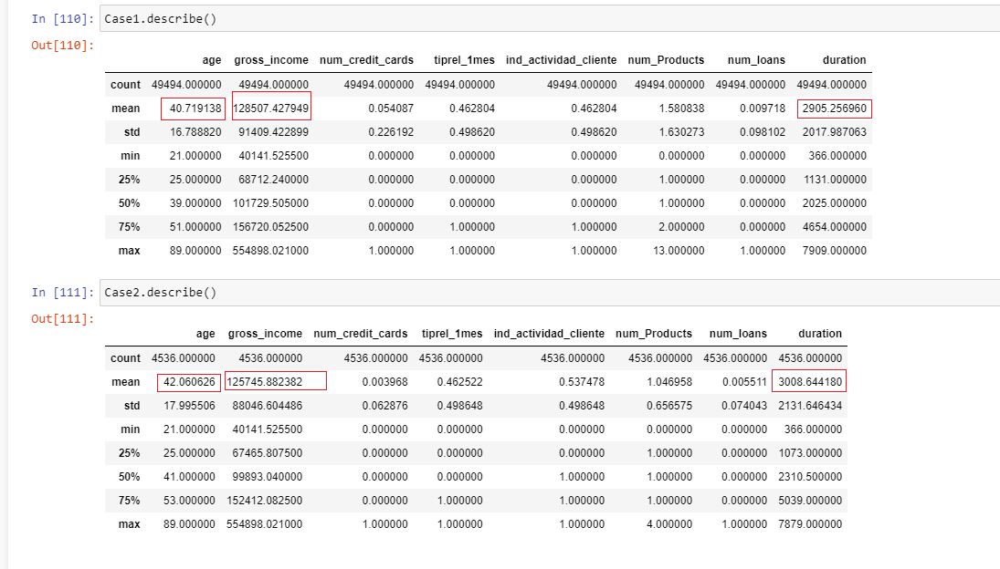 In [110]: Case1.describe()
Out[110]:
age gross_income num_credit_cards tiprel_1mes ind_actividad_cliente num_Products num_loans duration
count 49494.000000 49494.000000 49494.000000 49494.000000 49494.000000 49494.000000 49494.000000 49494.000000
mean 40.719138 128507.427949 0.054087 0.462804 0.462804 1.580838 0.009718 2905.256960
std 16.788820 91409.422899 0.226192 0.498620 0.498620 1.630273 0.098102 2017.987063
min 21.000000 40141.525500 0.000000 0.000000 0.000000 0.000000 0.000000 366.000000
25% 25.000000 68712.240000 0.000000 0.000000 0.000000 1.000000 0.000000 1131.000000
50% 39.000000 101729.505000 0.000000 0.000000 0.000000 1.000000 0.000000 2025.000000
75% 51.000000 156720.052500 0.000000 1.000000 1.000000 2.000000 0.000000 4654.000000
max 89.000000 554898.021000 1.000000 1.000000 1.000000 13.000000 1.000000 7909.000000
In [111]: Case2.describe()
Out[111]:
age gross_income num_credit_cards tiprel_1mes ind_actividad_cliente num_Products num_loans duration
count 4536.000000 4536.000000 4536.000000 4536.000000 4536.000000 4536.000000 4536.000000 4536.000000
mean 42.060626 125745.882382 0.003968 0.462522 0.537478 1.046958 0.005511 3008.644180
std 17.995506 88046.604486 0.062876 0.498648 0.498648 0.656575 0.074043 2131.646434
min 21.000000 40141.525500 0.000000 0.000000 0.000000 0.000000 0.000000 366.000000
25% 25.000000 67465.807500 0.000000 0.000000 0.000000 1.000000 0.000000 1073.000000
50% 41.000000 99893.040000 0.000000 0.000000 1.000000 1.000000 0.000000 2310.500000
75% 53.000000 152412.082500 0.000000 1.000000 1.000000 1.000000 0.000000 5039.000000
max 89.000000 554898.021000 1.000000 1.000000 1.000000 4.000000 1.000000 7879.000000